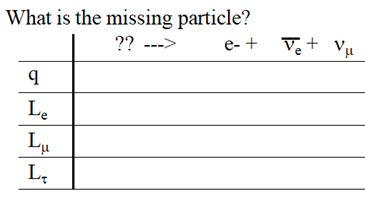 What is the missing particle?
?? ---> e- + ν̅ₑ + νμ
q
Lₑ
Lμ
Lτ